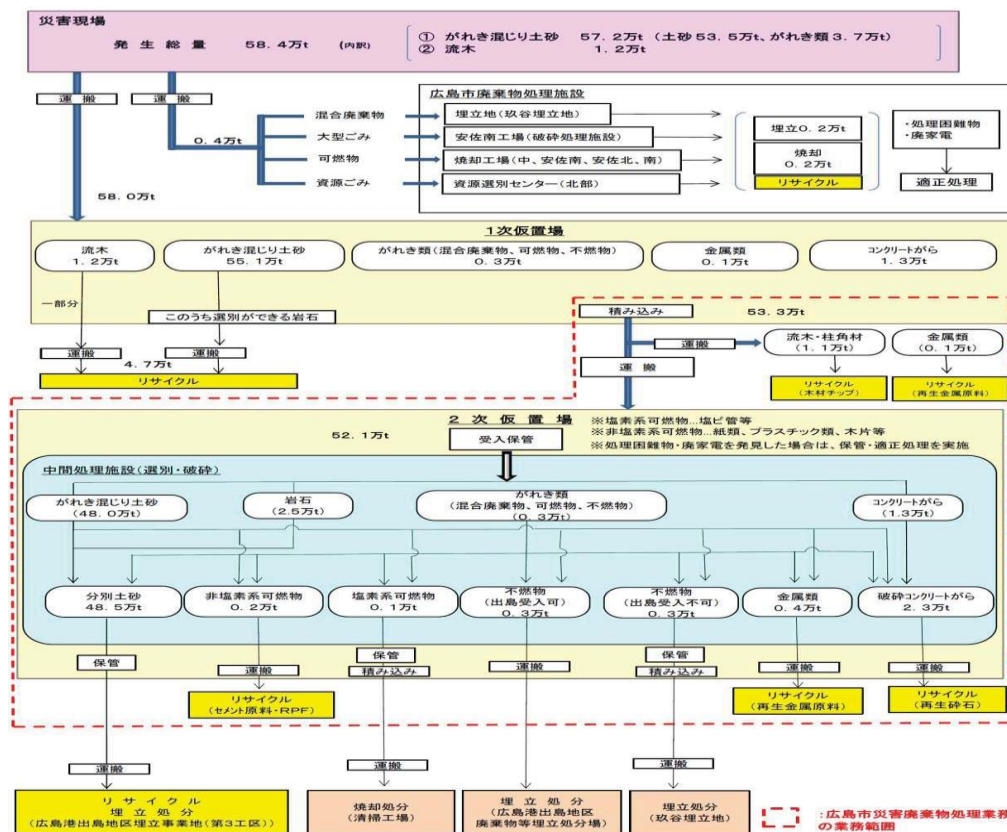 災害現場
発生総量 58.4万t (内訳)
① がれき混じり土砂 57.2万t (土砂53.5万t、がれき類3.7万t)
② 流木 1.2万t
運搬
運搬
0.4万t
58.0万t
混合廃棄物
大型ごみ
可燃物
資源ごみ
広島市廃棄物処理施設
埋立地(玖谷埋立地)
安佐南工場(破砕処理施設)
焼却工場(中、安佐南、安佐北、南)
資源選別センター(北部)
埋立0.2万t
焼却
0.2万t
リサイクル
・処理困難物
・廃家電
適正処理
1次仮置場
流木
1.2万t
がれき混じり土砂
55.1万t
がれき類(混合廃棄物、可燃物、不燃物)
0.3万t
金属類
0.1万t
コンクリートがら
1.3万t
一部分
このうち選別ができる岩石
運搬
運搬
4.7万t
リサイクル
積み込み
53.3万t
運搬
運搬
流木・柱角材
(1.1万t)
金属類
(0.1万t)
リサイクル
(木材チップ)
リサイクル
(再生金属原料)
2次仮置場
52.1万t
受入保管
※塩素系可燃物…塩ビ管等
※非塩素系可燃物…紙類、プラスチック類、木片等
※処理困難物・廃家電を発見した場合は、保管・適正処理を実施
中間処理施設(選別・破砕)
がれき混じり土砂
(48.0万t)
岩石
(2.5万t)
がれき類
(混合廃棄物、可燃物、不燃物)
(0.3万t)
コンクリートがら
(1.3万t)
分別土砂
48.5万t
非塩素系可燃物
0.2万t
塩素系可燃物
0.1万t
不燃物
(出島受入可)
0.3万t
不燃物
(出島受入不可)
0.3万t
金属類
0.4万t
破砕コンクリートがら
2.3万t
保管
運搬
保管
積み込み
運搬
保管
積み込み
運搬
運搬
リサイクル
(セメント原料・RPF)
リサイクル
(再生金属原料)
リサイクル
(再生砕石)
運搬
運搬
運搬
リサイクル
埋立処分
(広島港出島地区埋立事業地(第3工区))
焼却処分
(清掃工場)
埋立処分
(広島港出島地区
廃棄物等埋立処分場)
埋立処分
(玖谷埋立地)
:広島市災害廃棄物処理業務
の業務範囲